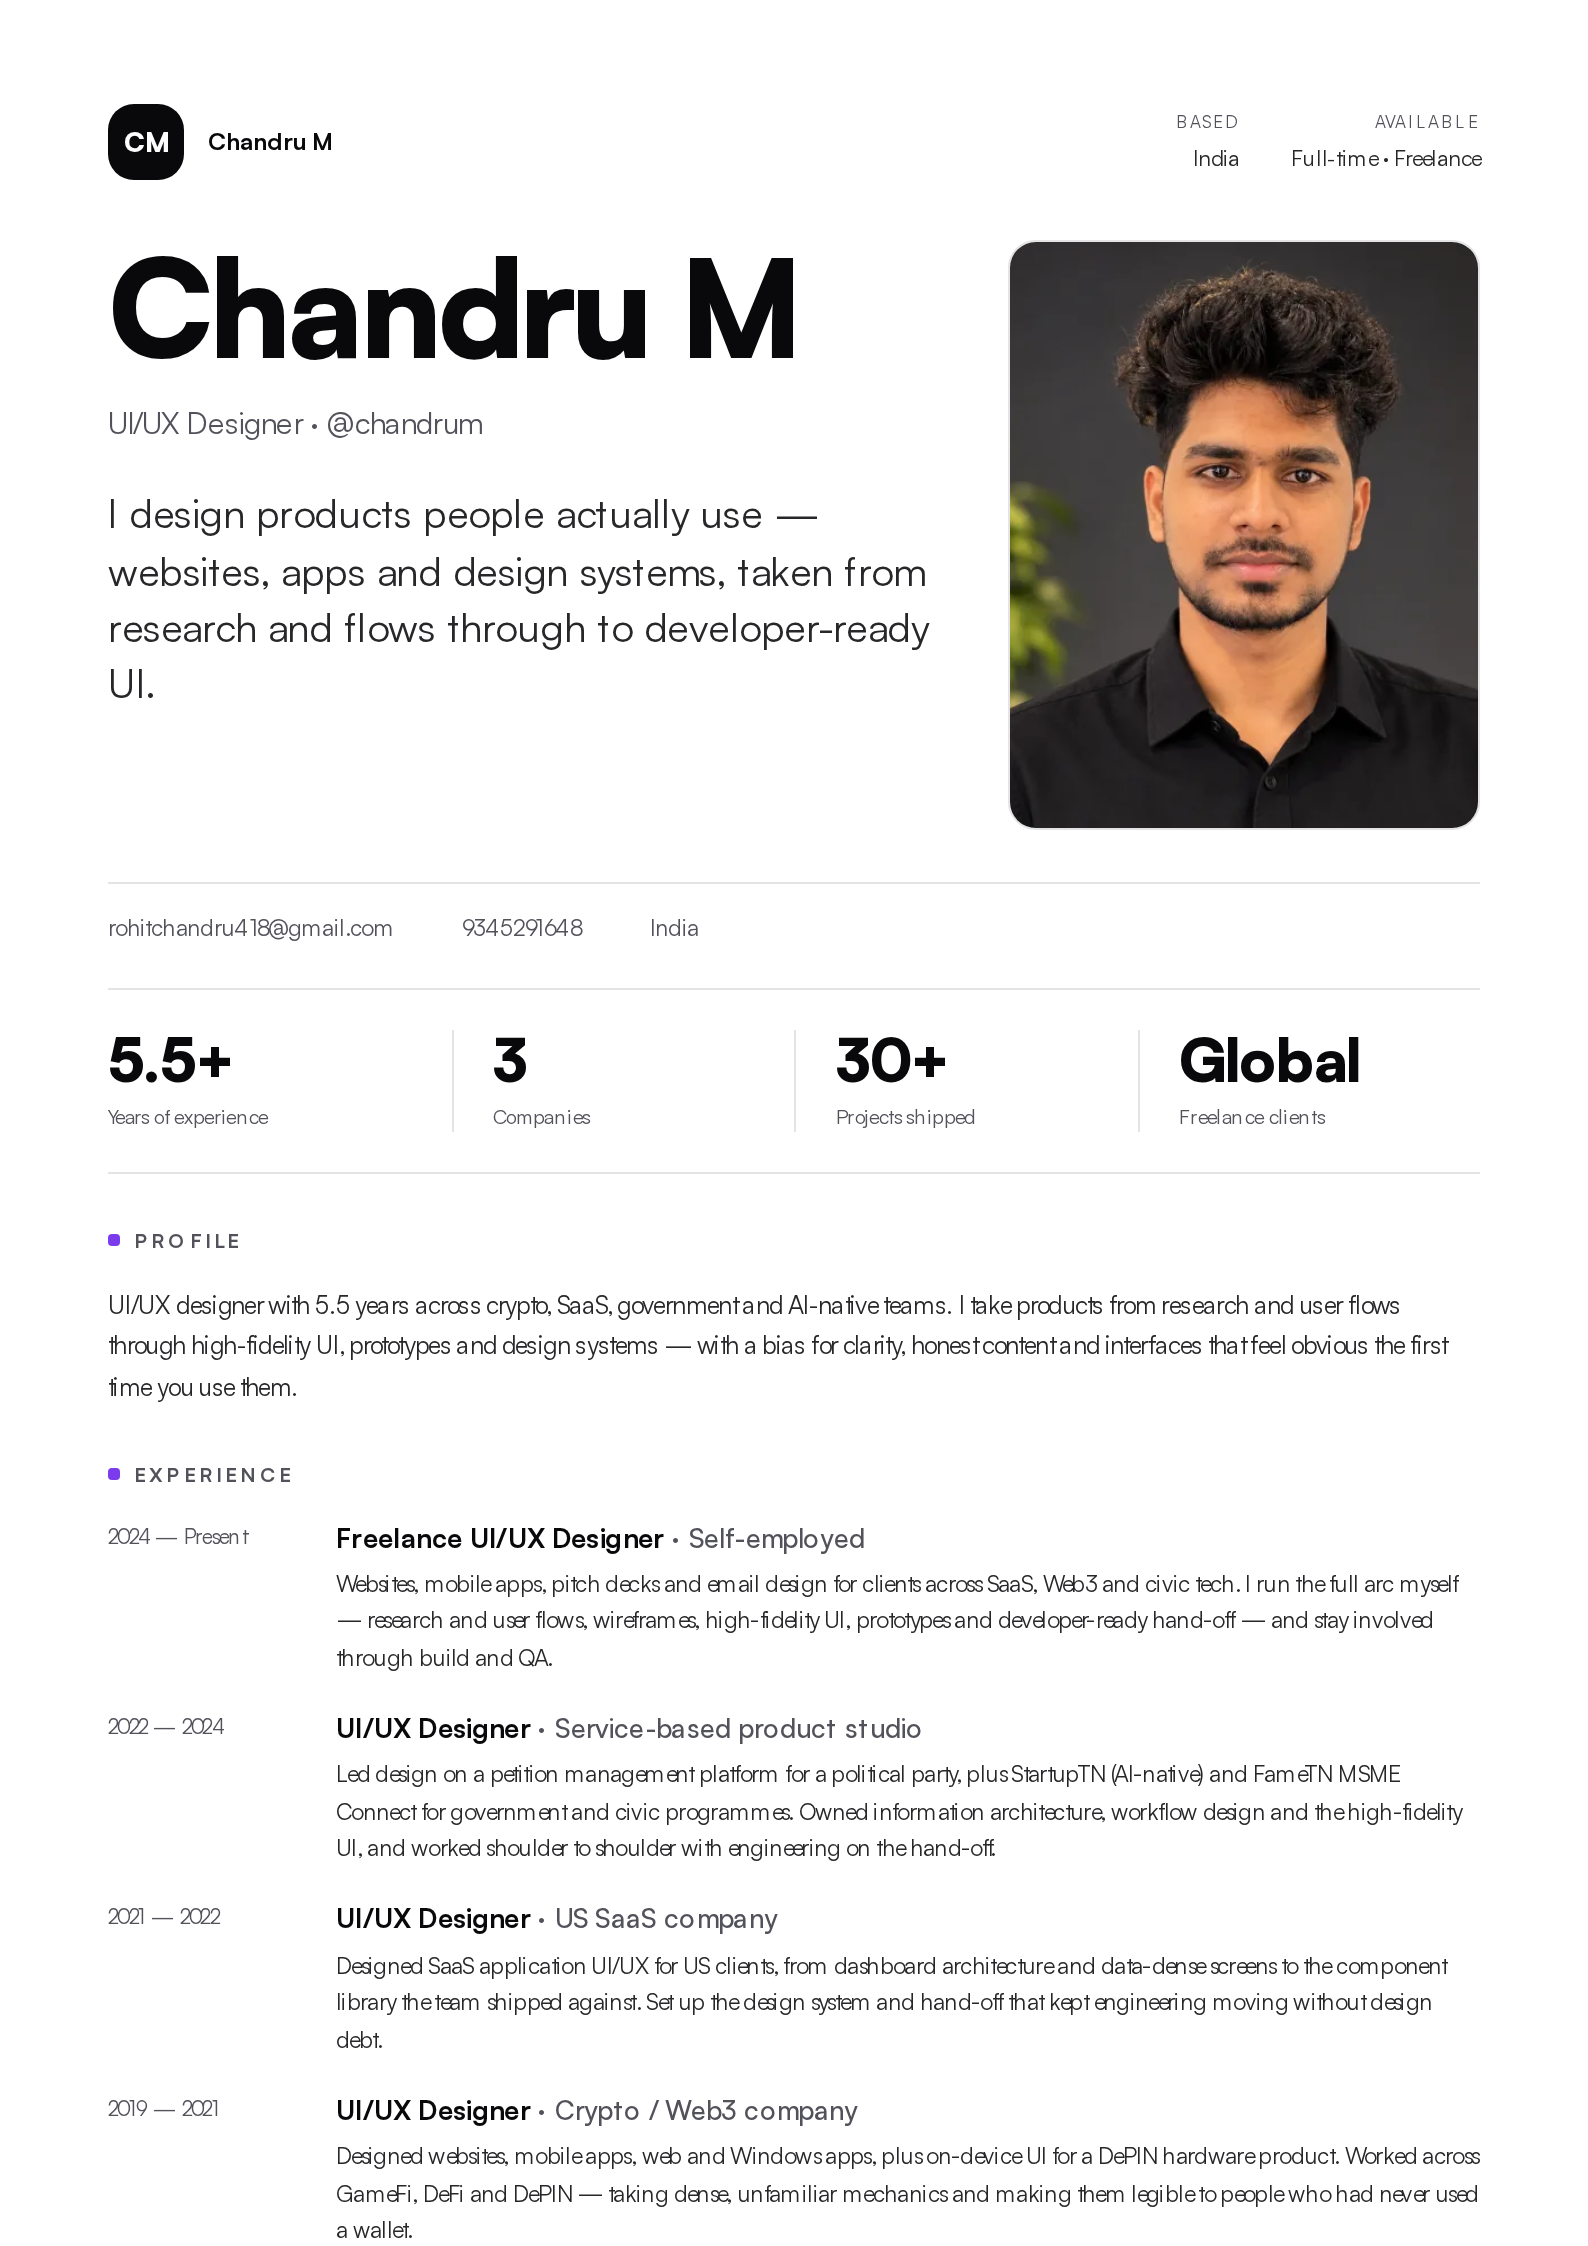 CM
Chandru M
BASED
India
AVAILABLE
Full-time · Freelance
Chandru M
UI/UX Designer · @chandrum
I design products people actually use —
websites, apps and design systems, taken from
research and flows through to developer-ready
UI.
rohitchandru418@gmail.com 9345291648 India
5.5+
Years of experience
3
Companies
30+
Projects shipped
Global
Freelance clients
PROFILE
UI/UX designer with 5.5 years across crypto, SaaS, government and AI-native teams. I take products from research and user flows
through high-fidelity UI, prototypes and design systems — with a bias for clarity, honest content and interfaces that feel obvious the first
time you use them.
EXPERIENCE
2024 — Present
Freelance UI/UX Designer · Self-employed
Websites, mobile apps, pitch decks and email design for clients across SaaS, Web3 and civic tech. I run the full arc myself
— research and user flows, wireframes, high-fidelity UI, prototypes and developer-ready hand-off — and stay involved
through build and QA.
2022 — 2024
UI/UX Designer · Service-based product studio
Led design on a petition management platform for a political party, plus StartupTN (AI-native) and FameTN MSME
Connect for government and civic programmes. Owned information architecture, workflow design and the high-fidelity
UI, and worked shoulder to shoulder with engineering on the hand-off.
2021 — 2022
UI/UX Designer · US SaaS company
Designed SaaS application UI/UX for US clients, from dashboard architecture and data-dense screens to the component
library the team shipped against. Set up the design system and hand-off that kept engineering moving without design
debt.
2019 — 2021
UI/UX Designer · Crypto / Web3 company
Designed websites, mobile apps, web and Windows apps, plus on-device UI for a DePIN hardware product. Worked across
GameFi, DeFi and DePIN — taking dense, unfamiliar mechanics and making them legible to people who had never used
a wallet.